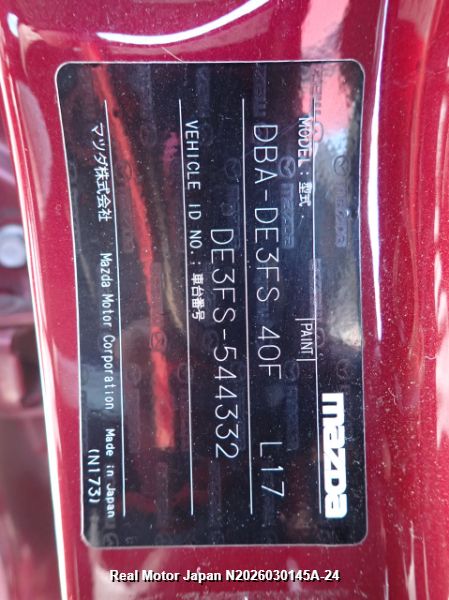 mazda
MODEL:型式
PAINT
DBA-DE3FS 40F L17
VEHICLE ID NO.:車台番号
DE3FS-544332
マツダ株式会社 Mazda Motor Corporation Made in Japan
(N173)
Real Motor Japan N2026030145A-24